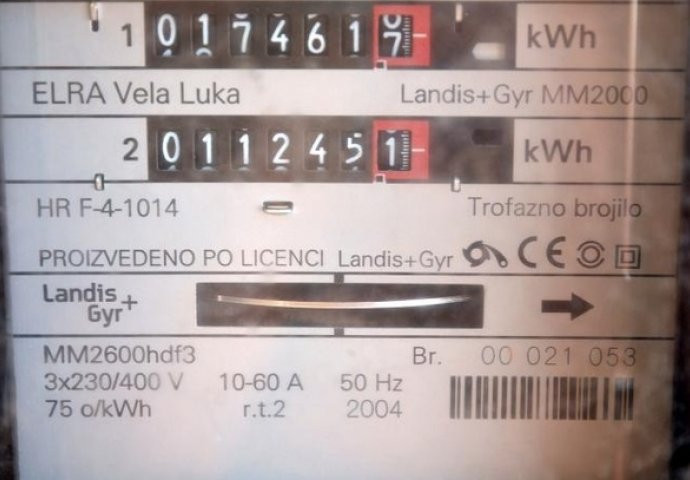 1 0174617 kWh
ELRA Vela Luka Landis+Gyr MM2000
2 0112451 kWh
HR F-4-1014 Trofazno brojilo
PROIZVEDENO PO LICENCI Landis+Gyr CE
Landis+
Gyr
MM2600hdf3 Br. 00 021 053
3x230/400 V 10-60 A 50 Hz
75 o/kWh r.t.2 2004